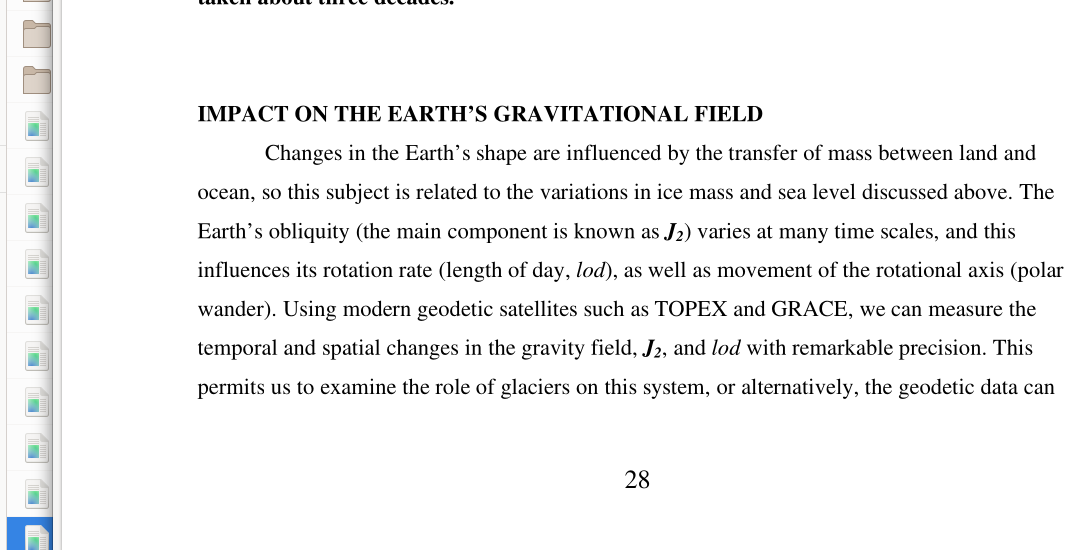 taken about three decades.
IMPACT ON THE EARTH’S GRAVITATIONAL FIELD
Changes in the Earth’s shape are influenced by the transfer of mass between land and
ocean, so this subject is related to the variations in ice mass and sea level discussed above. The
Earth’s obliquity (the main component is known as J2) varies at many time scales, and this
influences its rotation rate (length of day, lod), as well as movement of the rotational axis (polar
wander). Using modern geodetic satellites such as TOPEX and GRACE, we can measure the
temporal and spatial changes in the gravity field, J2, and lod with remarkable precision. This
permits us to examine the role of glaciers on this system, or alternatively, the geodetic data can
28